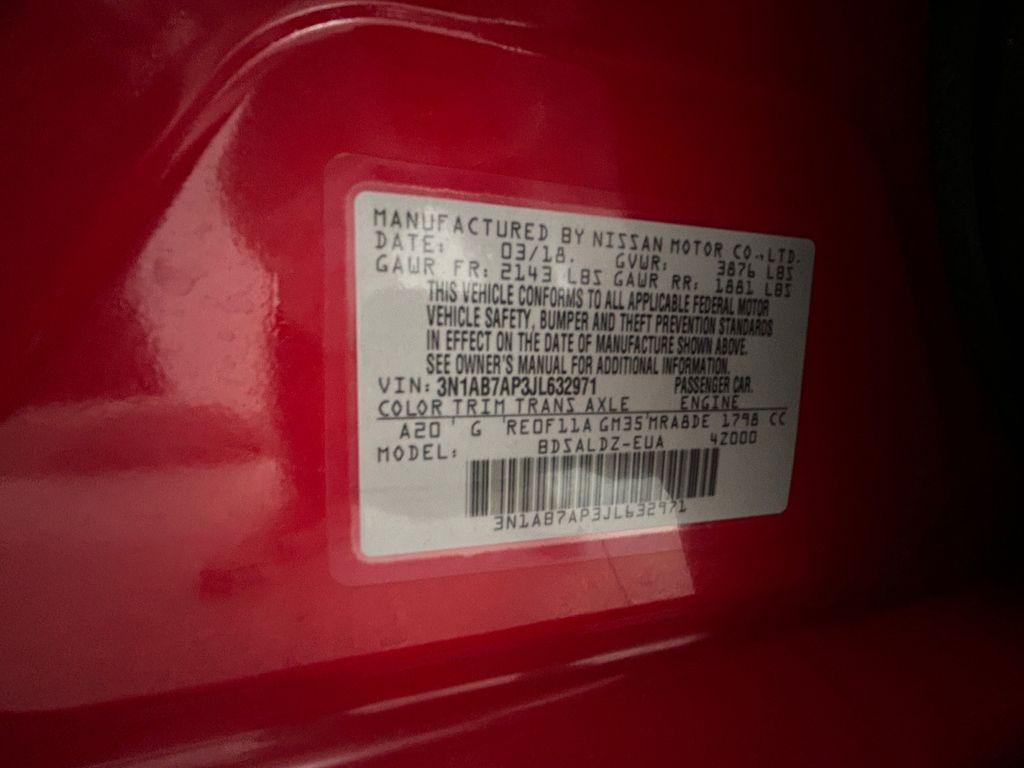 MANUFACTURED BY NISSAN MOTOR CO.,LTD.
DATE: 03/18. GVWR: 3876 LBS
GAWR FR: 2143 LBS GAWR RR: 1881 LBS
THIS VEHICLE CONFORMS TO ALL APPLICABLE FEDERAL MOTOR
VEHICLE SAFETY, BUMPER AND THEFT PREVENTION STANDARDS
IN EFFECT ON THE DATE OF MANUFACTURE SHOWN ABOVE.
SEE OWNER'S MANUAL FOR ADDITIONAL INFORMATION.
VIN: 3N1AB7AP3JL632971 PASSENGER CAR.
COLOR TRIM TRANS AXLE ENGINE
A20 ' G 'RE0F11A GM35'MRA8DE 1798 CC
MODEL: BDSALDZ-EUA 4Z000
3N1AB7AP3JL632971